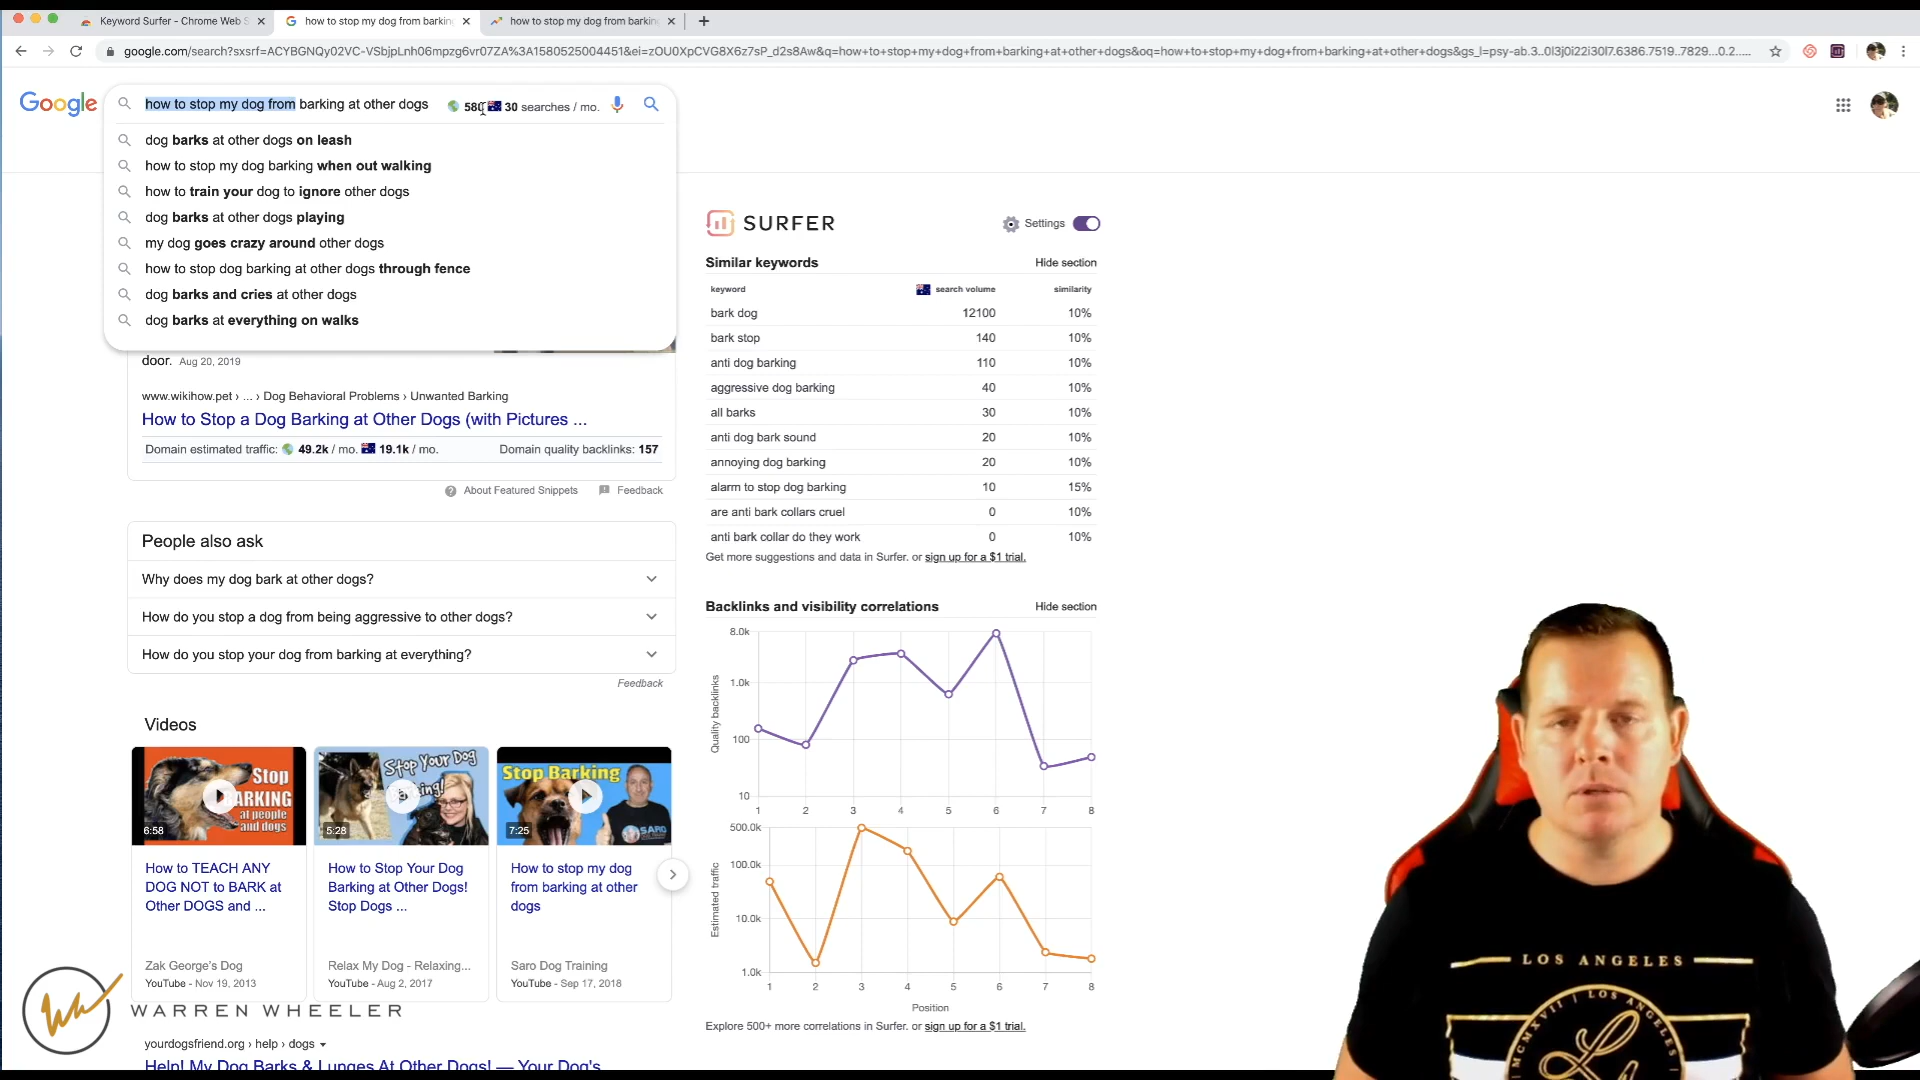 Keyword Surfer - Chrome Web S
how to stop my dog from barkin
how to stop my dog from barkin
google.com/search?sxsrf=ACYBGNQy02VC-VSbjpLnh06mpzg6vr07ZA%3A1580525004451&ei=zOU0XpCVG8X6z7sP_d2s8Aw&q=how+to+stop+my+dog+from+barking+at+other+dogs&oq=how+to+stop+my+dog+from+barking+at+other+dogs&gs_l=psy-ab.3..0l3j0i22i30l7.6386.7519..7829...0.2.....
Google
how to stop my dog from barking at other dogs 580 30 searches / mo.
dog barks at other dogs on leash
how to stop my dog barking when out walking
how to train your dog to ignore other dogs
dog barks at other dogs playing
my dog goes crazy around other dogs
how to stop dog barking at other dogs through fence
dog barks and cries at other dogs
dog barks at everything on walks
door. Aug 20, 2019
www.wikihow.pet › ... › Dog Behavioral Problems › Unwanted Barking
How to Stop a Dog Barking at Other Dogs (with Pictures ...
Domain estimated traffic: 49.2k / mo. 19.1k / mo. Domain quality backlinks: 157
About Featured Snippets Feedback
People also ask
Why does my dog bark at other dogs?
How do you stop a dog from being aggressive to other dogs?
How do you stop your dog from barking at everything?
Feedback
Videos
Stop
BARKING
at people
and dogs
6:58
How to TEACH ANY
DOG NOT to BARK at
Other DOGS and ...
Zak George's Dog
YouTube - Nov 19, 2013
Stop Your Dog
Barking!
5:28
How to Stop Your Dog
Barking at Other Dogs!
Stop Dogs ...
Relax My Dog - Relaxing...
YouTube - Aug 2, 2017
Stop Barking
SARO
7:25
How to stop my dog
from barking at other
dogs
Saro Dog Training
YouTube - Sep 17, 2018
WARREN WHEELER
yourdogsfriend.org › help › dogs
Help! My Dog Barks & Lunges At Other Dogs! — Your Dog's
SURFER
Settings
Similar keywords Hide section
keyword search volume similarity
bark dog 12100 10%
bark stop 140 10%
anti dog barking 110 10%
aggressive dog barking 40 10%
all barks 30 10%
anti dog bark sound 20 10%
annoying dog barking 20 10%
alarm to stop dog barking 10 15%
are anti bark collars cruel 0 10%
anti bark collar do they work 0 10%
Get more suggestions and data in Surfer. or sign up for a $1 trial.
Backlinks and visibility correlations Hide section
Quality backlinks
8.0k
1.0k
100
10
1 2 3 4 5 6 7 8
Estimated traffic
500.0k
100.0k
10.0k
1.0k
1 2 3 4 5 6 7 8
Position
Explore 500+ more correlations in Surfer. or sign up for a $1 trial.
LOS ANGELES
LOS ANGELES
MCMXVII